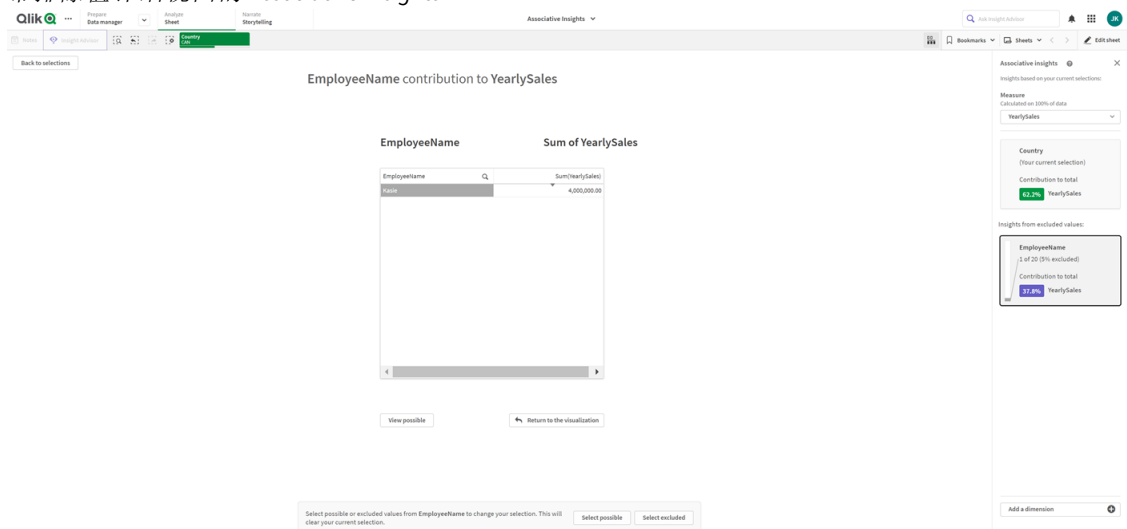 Associative Insights
Qlik
Prepare
Data manager
Analyze
Sheet
Narrate
Storytelling
Associative Insights
Ask Insight Advisor
JK
Notes
Insight Advisor
Country
CAN
Bookmarks
Sheets
Edit sheet
Back to selections
EmployeeName contribution to YearlySales
EmployeeName
Sum of YearlySales
EmployeeName
Sum(YearlySales)
Kasie
4,000,000.00
View possible
Return to the visualization
Select possible or excluded values from EmployeeName to change your selection. This will
clear your current selection.
Select possible
Select excluded
Associative insights
Insights based on your current selections:
Measure
Calculated on 100% of data
YearlySales
Country
(Your current selection)
Contribution to total
62.2% YearlySales
Insights from excluded values:
EmployeeName
1 of 20 (5% excluded)
Contribution to total
37.8% YearlySales
Add a dimension